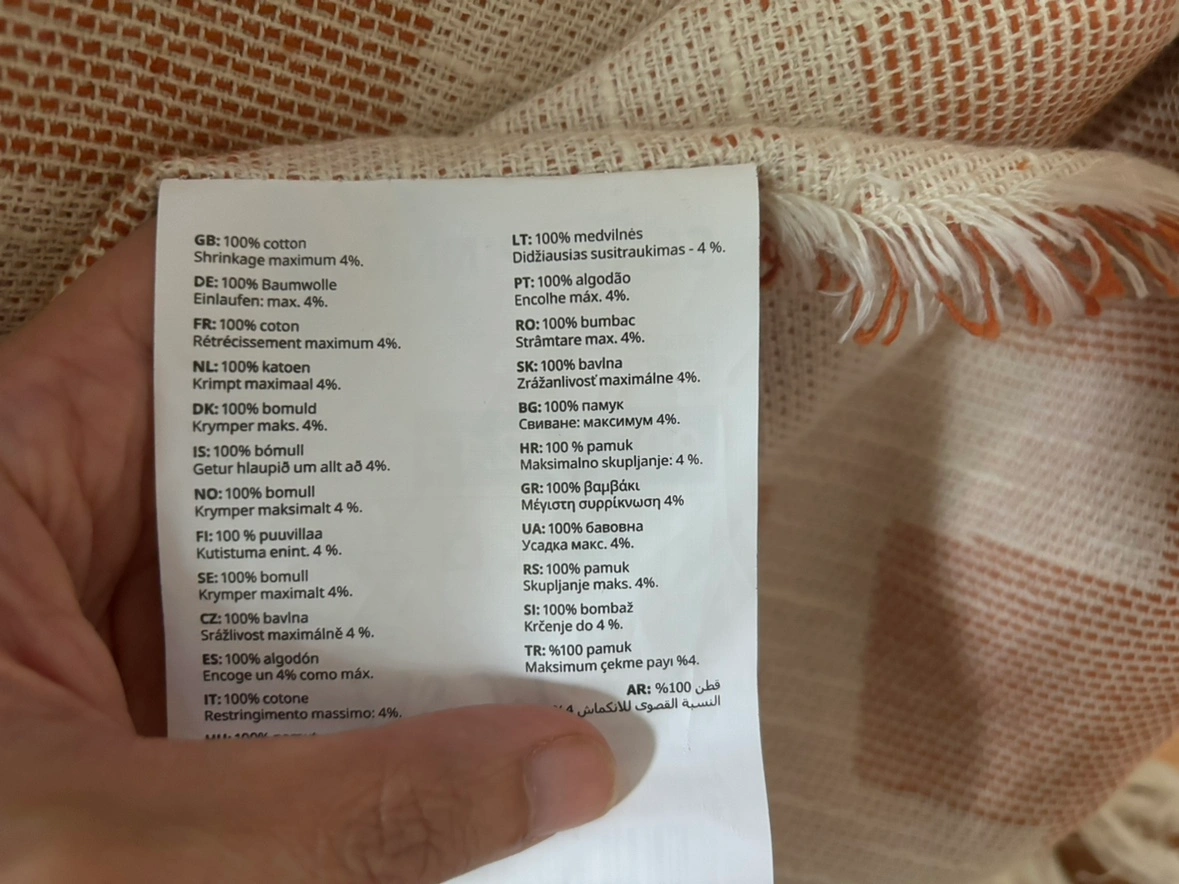 GB: 100% cotton
Shrinkage maximum 4%.
DE: 100% Baumwolle
Einlaufen: max. 4%.
FR: 100% coton
Rétrécissement maximum 4%.
NL: 100% katoen
Krimpt maximaal 4%.
DK: 100% bomuld
Krymper maks. 4%.
IS: 100% bómull
Getur hlaupið um allt að 4%.
NO: 100% bomull
Krymper maksimalt 4 %.
FI: 100 % puuvillaa
Kutistuma enint. 4 %.
SE: 100% bomull
Krymper maximalt 4%.
CZ: 100% bavlna
Srážlivost maximálně 4 %.
ES: 100% algodón
Encoge un 4% como máx.
IT: 100% cotone
Restringimento massimo: 4%.
LT: 100% medvilnės
Didžiausias susitraukimas - 4 %.
PT: 100% algodão
Encolhe máx. 4%.
RO: 100% bumbac
Strâmtare max. 4%.
SK: 100% bavlna
Zrážanlivosť maximálne 4%.
BG: 100% памук
Свиване: максимум 4%.
HR: 100 % pamuk
Maksimalno skupljanje: 4 %.
GR: 100% βαμβάκι
Μέγιστη συρρίκνωση 4%
UA: 100% бавовна
Усадка макс. 4%.
RS: 100% pamuk
Skupljanje maks. 4%.
SI: 100% bombaž
Krčenje do 4 %.
TR: %100 pamuk
Maksimum çekme payı %4.
AR: %100 قطن
النسبة القصوى للانكماش 4